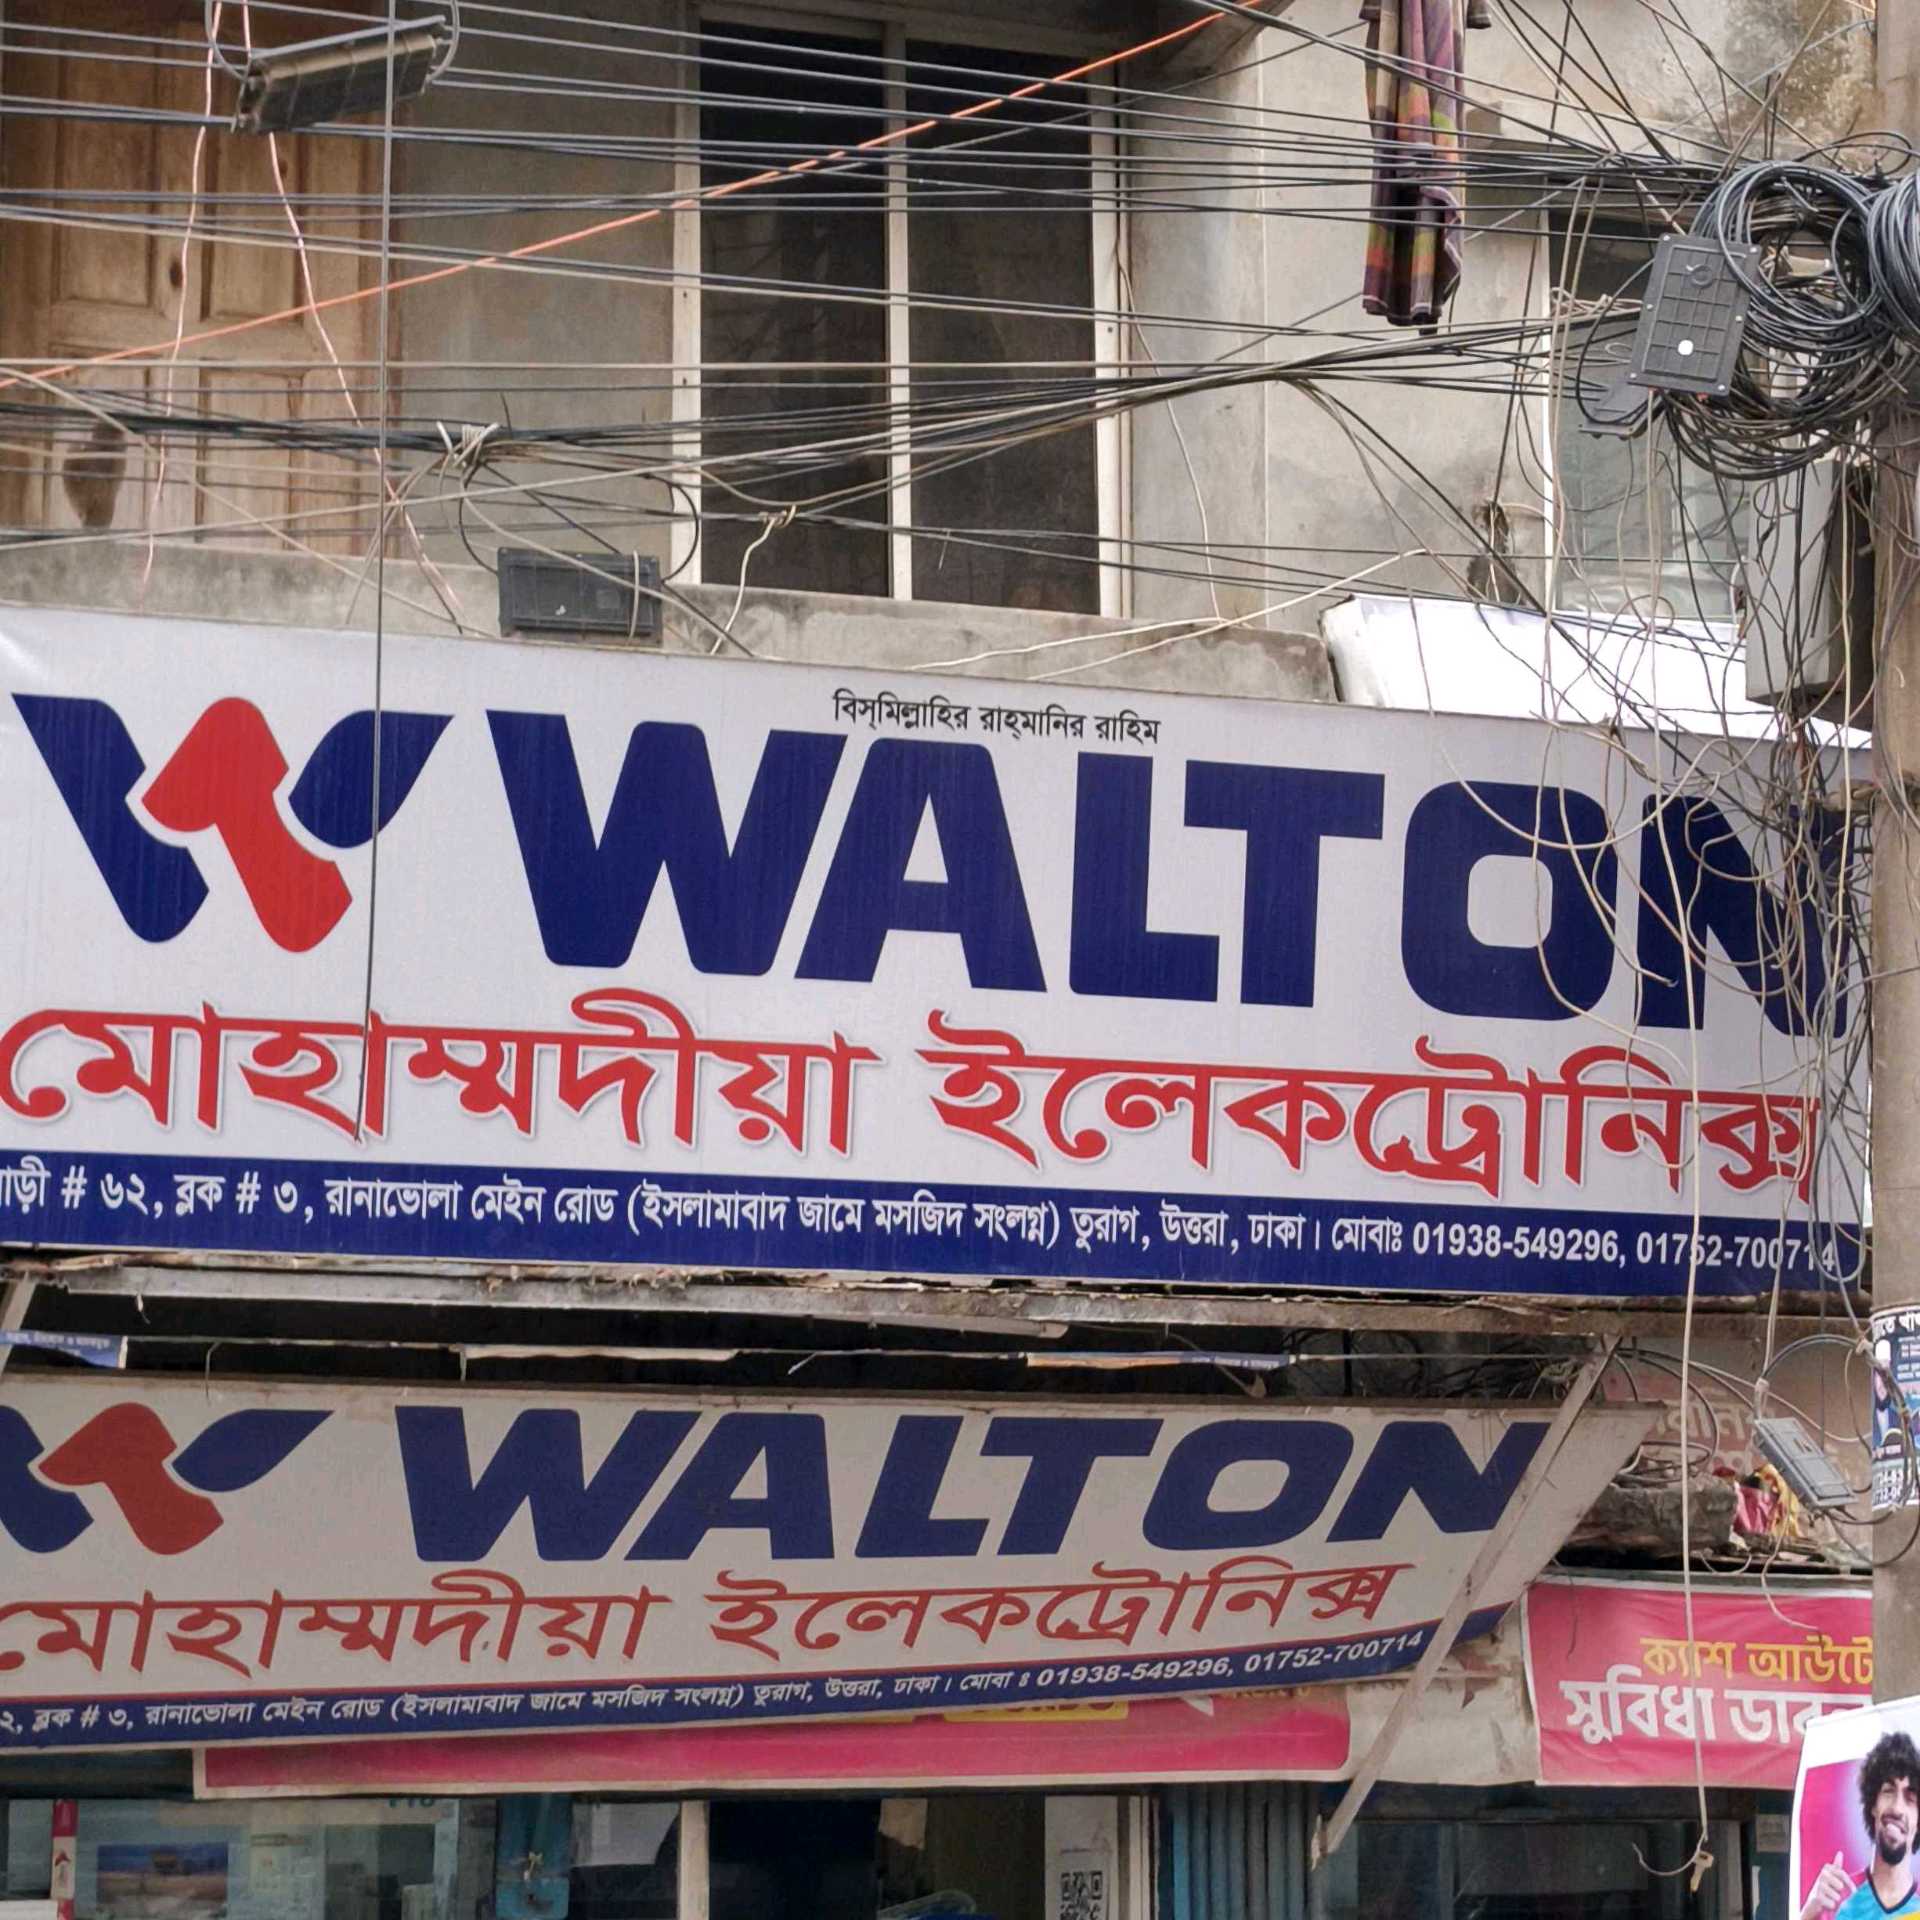 বিস্‌মিল্লাহির রাহ্‌মানির রাহিম
WALTON
মোহাম্মদীয়া ইলেকট্রোনিক্স
# ৬২, ব্লক # ৩, রানাভোলা মেইন রোড (ইসলামাবাদ জামে মসজিদ সংলগ্ন) তুরাগ, উত্তরা, ঢাকা। মোবাঃ 01938-549296, 01752-700714
WALTON
মোহাম্মদীয়া ইলেকট্রোনিক্স
২, ব্লক # ৩, রানাভোলা মেইন রোড (ইসলামাবাদ জামে মসজিদ সংলগ্ন) তুরাগ, উত্তরা, ঢাকা। মোবা ঃ 01938-549296, 01752-700714
ক্যাশ আউটে
সুবিধা